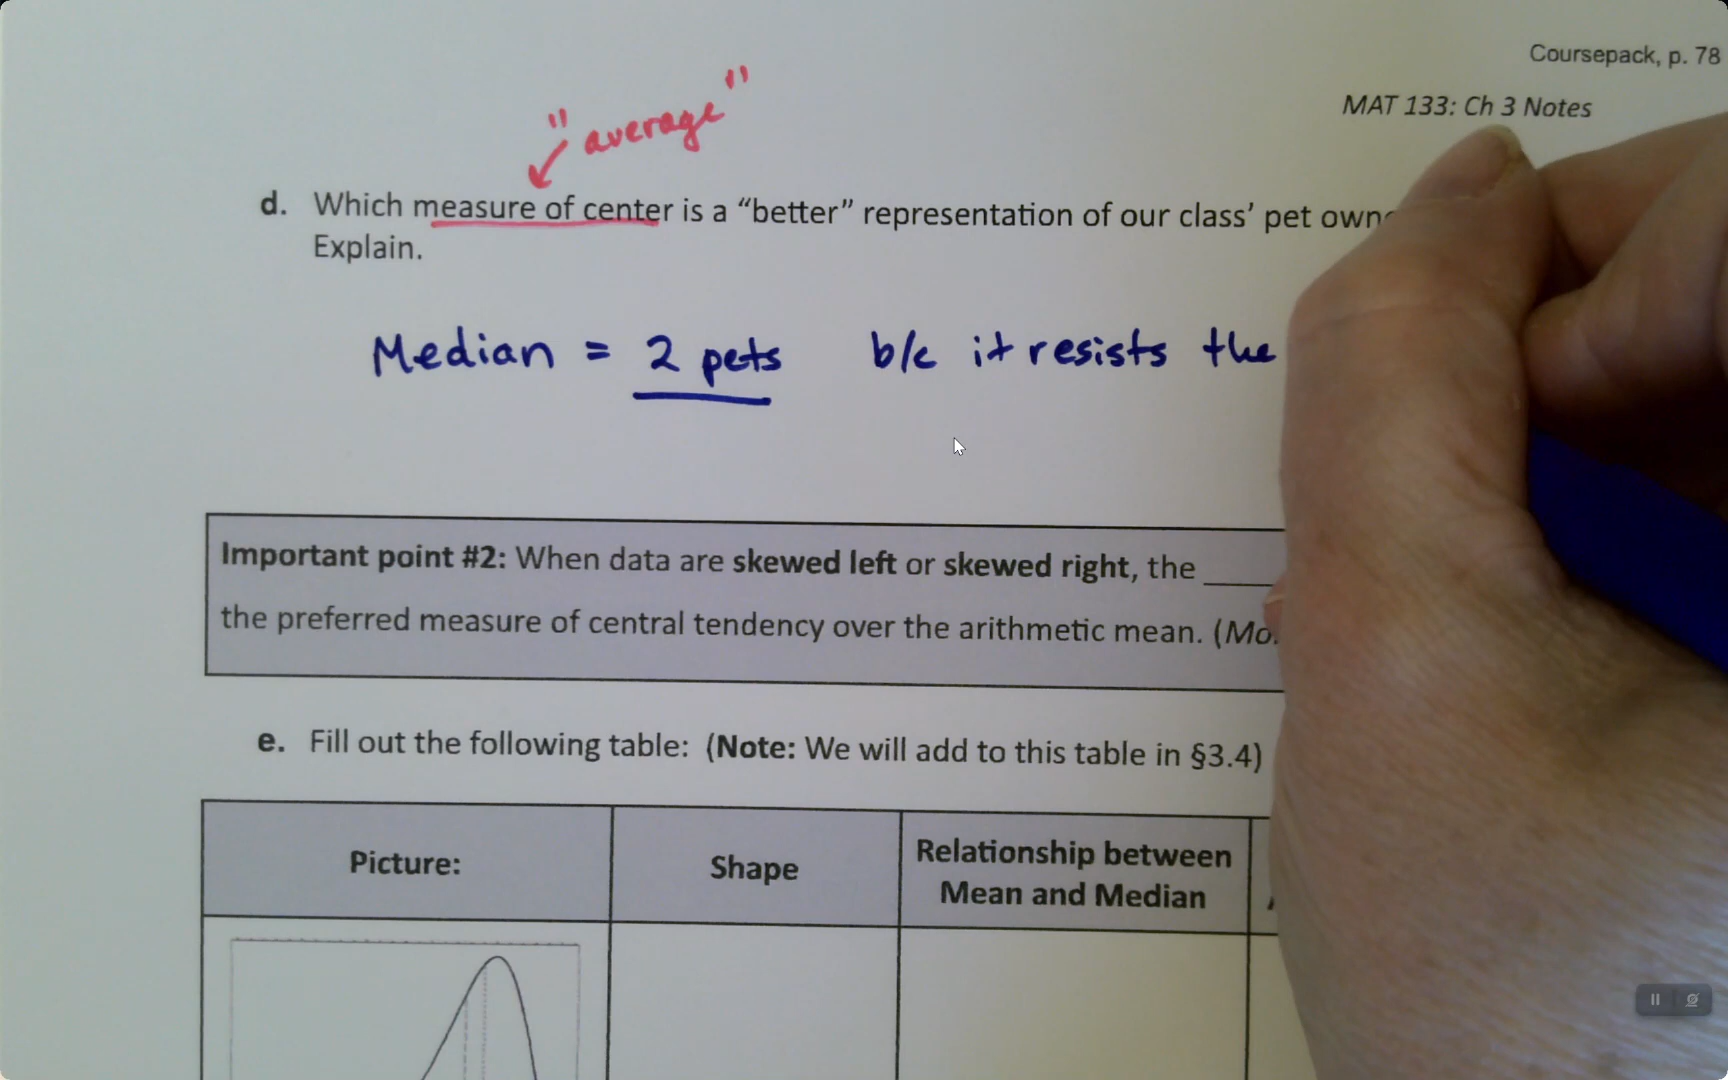 Coursepack, p. 78
MAT 133: Ch 3 Notes
"average"
d. Which measure of center is a “better” representation of our class’ pet
Explain.
Median = 2 pets b/c it resists the
Important point #2: When data are skewed left or skewed right, the ____
the preferred measure of central tendency over the arithmetic mean. (
e. Fill out the following table: (Note: We will add to this table in §3.4)
Picture:
Shape
Relationship between
Mean and Median